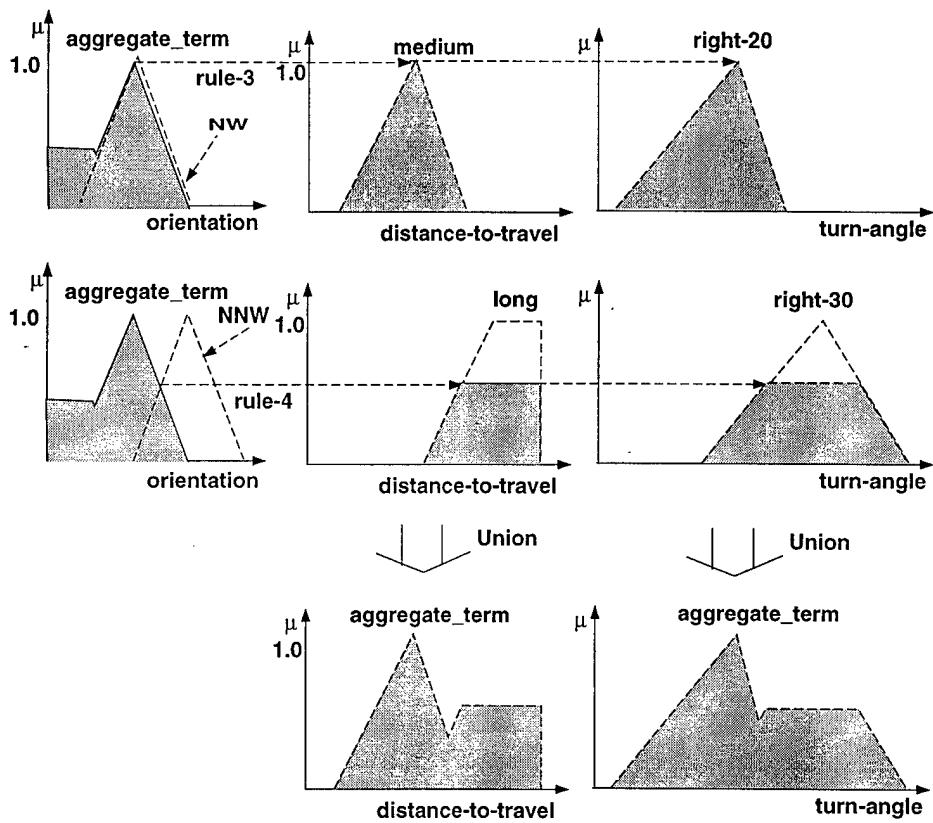 μ
aggregate_term
1.0
rule-3
NW
orientation
μ
medium
1.0
distance-to-travel
μ
right-20
turn-angle
μ
aggregate_term
1.0
NNW
rule-4
orientation
μ
long
1.0
distance-to-travel
μ
right-30
turn-angle
Union
Union
μ
aggregate_term
1.0
distance-to-travel
μ
aggregate_term
turn-angle